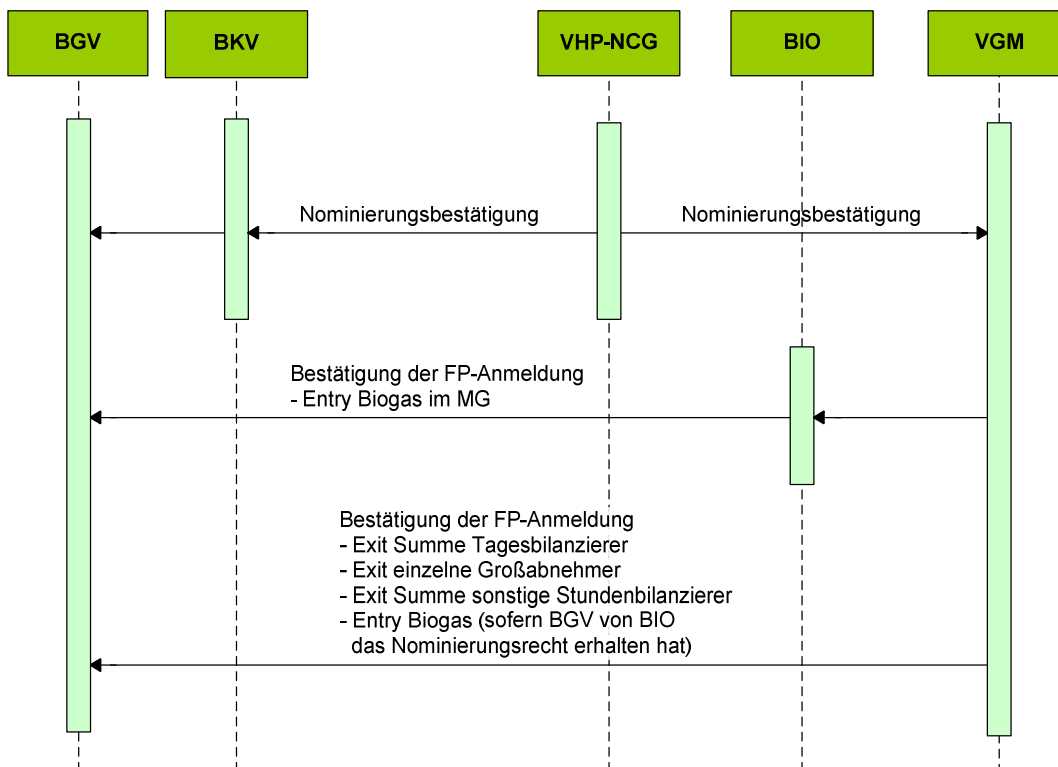 BGV
BKV
VHP-NCG
BIO
VGM
Nominierungsbestätigung
Nominierungsbestätigung
Bestätigung der FP-Anmeldung
- Entry Biogas im MG
Bestätigung der FP-Anmeldung
- Exit Summe Tagesbilanzierer
- Exit einzelne Großabnehmer
- Exit Summe sonstige Stundenbilanzierer
- Entry Biogas (sofern BGV von BIO
das Nominierungsrecht erhalten hat)